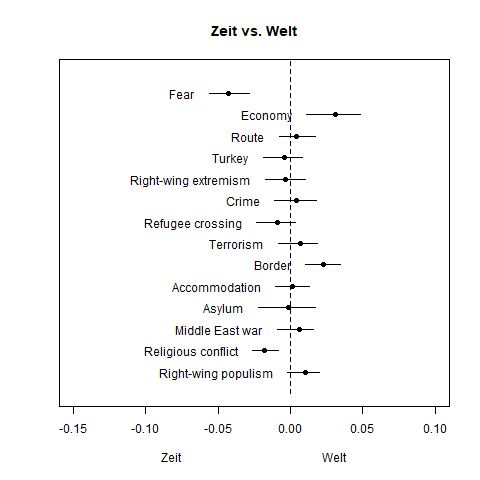 Zeit vs. Welt
Fear
Economy
Route
Turkey
Right-wing extremism
Crime
Refugee crossing
Terrorism
Border
Accommodation
Asylum
Middle East war
Religious conflict
Right-wing populism
-0.15 -0.10 -0.05 0.00 0.05 0.10
Zeit Welt